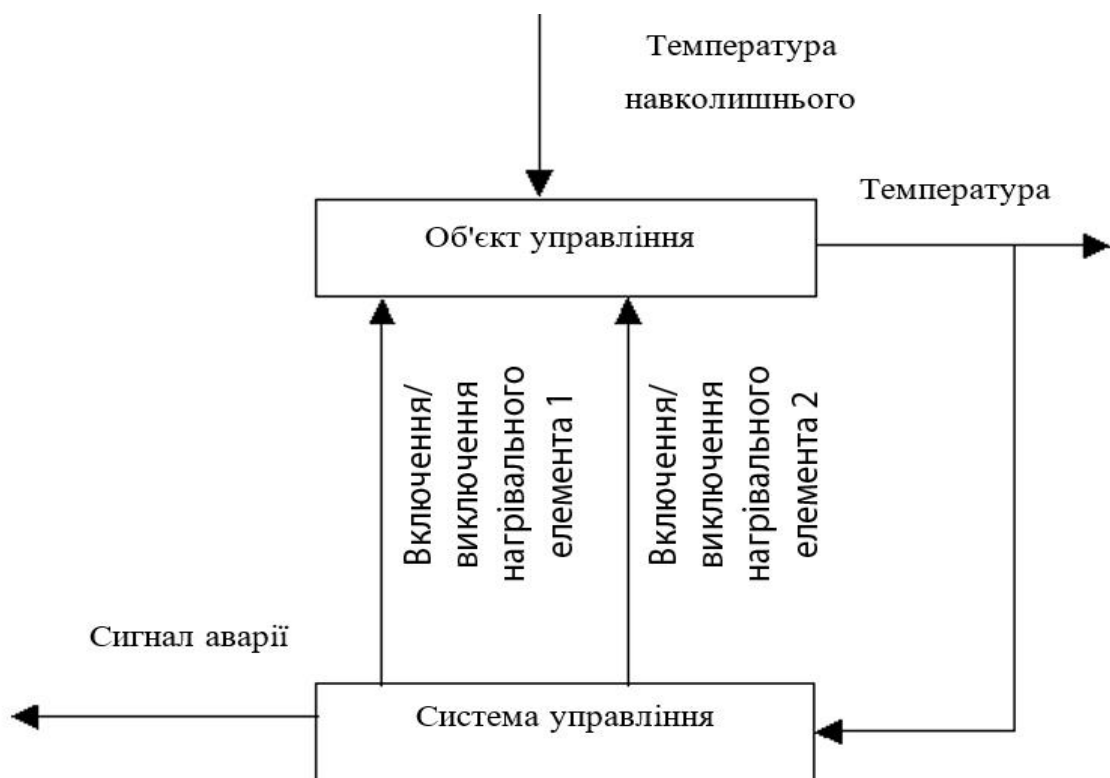 Температура
навколишнього
Температура
Об'єкт управління
Включення/
виключення
нагрівального
елемента 1
Включення/
виключення
нагрівального
елемента 2
Сигнал аварії
Система управління